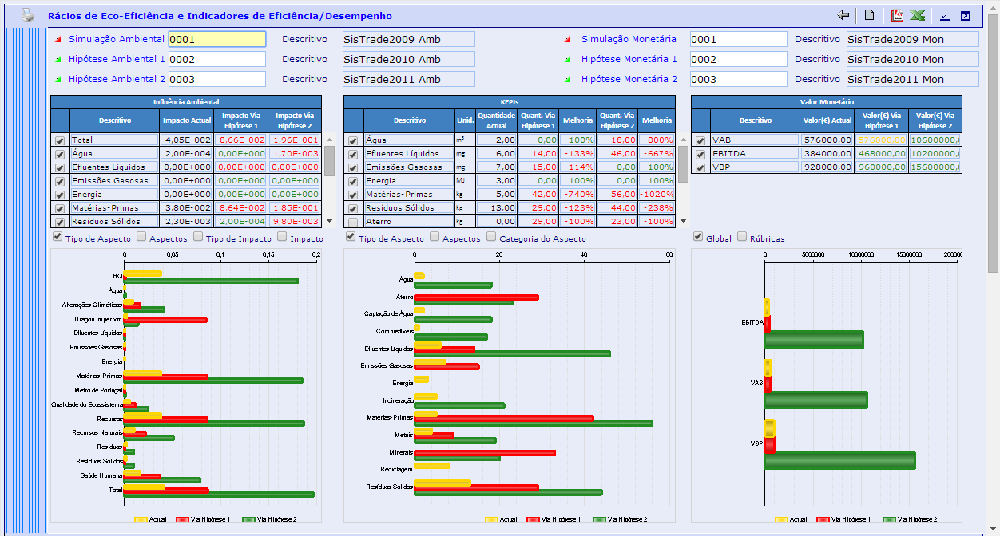 Rácios de Eco-Eficiência e Indicadores de Eficiência/Desempenho
Simulação Ambiental 0001 Descritivo SisTrade2009 Amb Simulação Monetária 0001 Descritivo SisTrade2009 Mon
Hipótese Ambiental 1 0002 Descritivo SisTrade2010 Amb Hipótese Monetária 1 0002 Descritivo SisTrade2010 Mon
Hipótese Ambiental 2 0003 Descritivo SisTrade2011 Amb Hipótese Monetária 2 0003 Descritivo SisTrade2011 Mon
Influência Ambiental
Descritivo Impacto Actual Impacto Via Hipótese 1 Impacto Via Hipótese 2
Total 4,05E-002 8,66E-002 1,96E-001
Água 2,00E-004 0,00E+000 1,70E-003
Efluentes Líquidos 0,00E+000 0,00E+000 0,00E+000
Emissões Gasosas 0,00E+000 0,00E+000 0,00E+000
Energia 0,00E+000 0,00E+000 0,00E+000
Matérias-Primas 3,80E-002 8,64E-002 1,85E-001
Resíduos Sólidos 2,30E-003 2,00E-004 9,80E-003
KEPIs
Descritivo Unid. Quantidade Actual Quant. Via Hipótese 1 Melhoria Quant. Via Hipótese 2 Melhoria
Água m³ 2,00 0,00 100% 18,00 -800%
Efluentes Líquidos mg 6,00 14,00 -133% 46,00 -667%
Emissões Gasosas mg 7,00 15,00 -114% 0,00 100%
Energia MJ 3,00 0,00 100% 0,00 100%
Matérias-Primas kg 5,00 42,00 -740% 56,00 -1020%
Resíduos Sólidos kg 13,00 29,00 -123% 44,00 -238%
Aterro kg 0,00 29,00 -100% 23,00 -100%
Valor Monetário
Descritivo Valor(€) Actual Valor(€) Via Hipótese 1 Valor(€) Via Hipótese 2
VAB 576000,00 576000,00 10600000,
EBITDA 384000,00 468000,00 10200000,
VBP 928000,00 960000,00 15600000,
Tipo de Aspecto Aspectos Tipo de Impacto Impacto
0 0,05 0,1 0,15 0,2
HQ
Água
Alterações Climáticas
Dragon Imperivm
Efluentes Líquidos
Emissões Gasosas
Energia
Matérias-Primas
Metro de Portugal
Qualidade do Ecossistema
Recursos
Recursos Naturais
Resíduos
Resíduos Sólidos
Saúde Humana
Total
Actual Via Hipótese 1 Via Hipótese 2
Tipo de Aspecto Aspectos Categoria do Aspecto
0 20 40 60
Água
Aterro
Captação de Água
Combustíveis
Efluentes Líquidos
Emissões Gasosas
Energia
Incineração
Matérias-Primas
Metais
Minerais
Reciclagem
Resíduos Sólidos
Actual Via Hipótese 1 Via Hipótese 2
Global Rúbricas
0 5000000 10000000 15000000 200000
EBITDA
VAB
VBP
Actual Via Hipótese 1 Via Hipótese 2